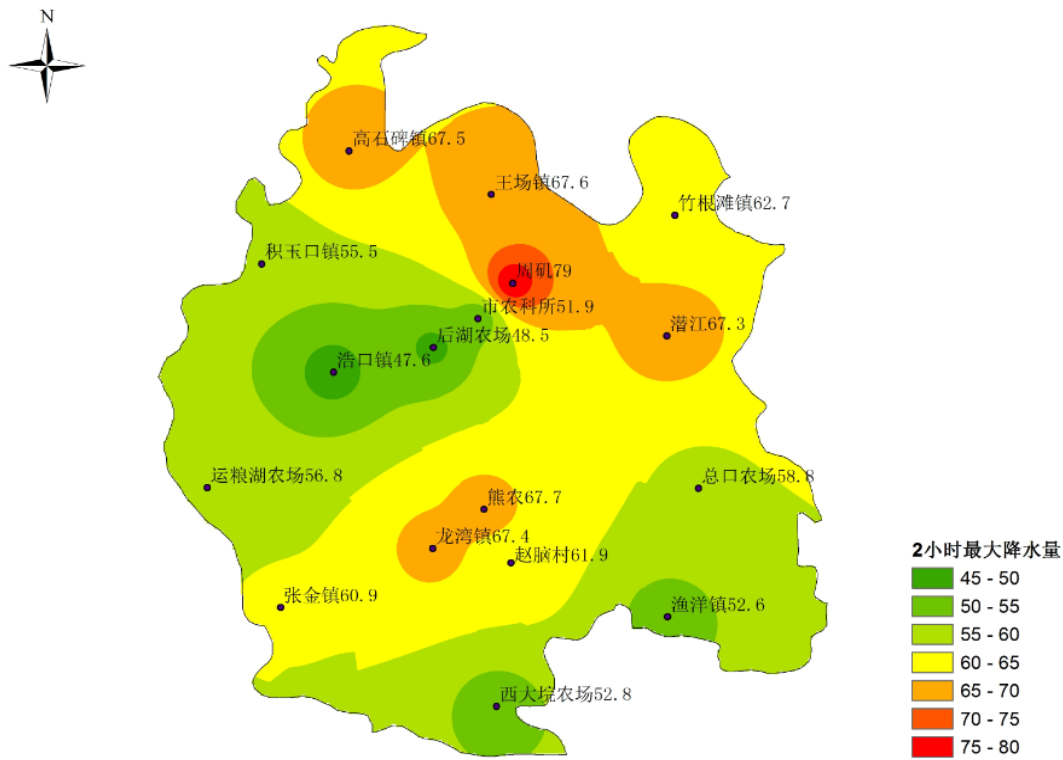 N
高石碑镇67.5
王场镇67.6
竹根滩镇62.7
积玉口镇55.5
周矶79
市农科所51.9
潜江67.3
后湖农场48.5
浩口镇47.6
运粮湖农场56.8
总口农场58.8
熊农67.7
龙湾镇67.4
赵脑村61.9
张金镇60.9
渔洋镇52.6
西大垸农场52.8
2小时最大降水量
45 - 50
50 - 55
55 - 60
60 - 65
65 - 70
70 - 75
75 - 80